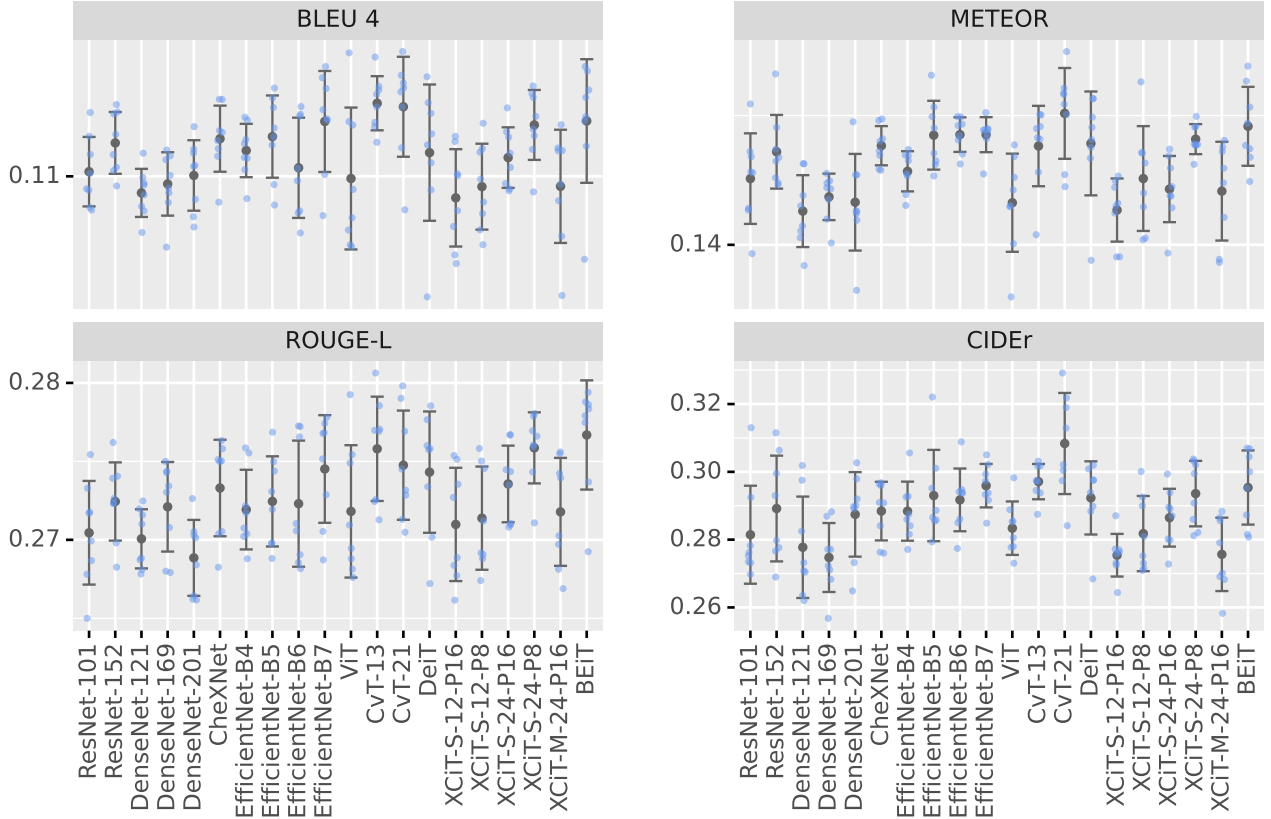 BLEU 4
METEOR
0.11
0.14
ROUGE-L
CIDEr
0.28
0.27
0.32
0.30
0.28
0.26
ResNet-101
ResNet-152
DenseNet-121
DenseNet-169
DenseNet-201
CheXNet
EfficientNet-B4
EfficientNet-B5
EfficientNet-B6
EfficientNet-B7
ViT
CvT-13
CvT-21
DeiT
XCiT-S-12-P16
XCiT-S-12-P8
XCiT-S-24-P16
XCiT-S-24-P8
XCiT-M-24-P16
BEiT
ResNet-101
ResNet-152
DenseNet-121
DenseNet-169
DenseNet-201
CheXNet
EfficientNet-B4
EfficientNet-B5
EfficientNet-B6
EfficientNet-B7
ViT
CvT-13
CvT-21
DeiT
XCiT-S-12-P16
XCiT-S-12-P8
XCiT-S-24-P16
XCiT-S-24-P8
XCiT-M-24-P16
BEiT